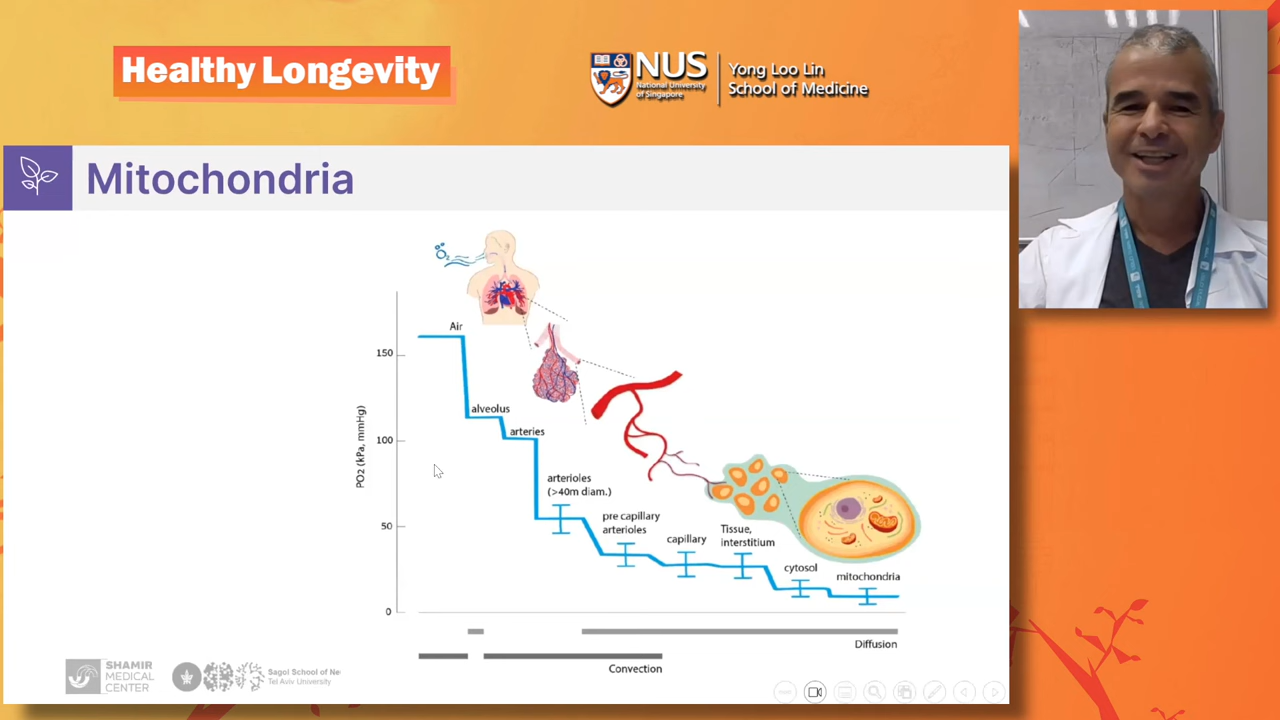 Healthy Longevity
NUS
National University
of Singapore
Yong Loo Lin
School of Medicine
Mitochondria
O2
Air
150
alveolus
arteries
100
PO2 (kPa, mmHg)
arterioles
(>40m diam.)
pre capillary
arterioles
capillary
Tissue,
interstitium
50
cytosol
mitochondria
0
Diffusion
Convection
SHAMIR
MEDICAL
CENTER
Sagol School of Ne
Tel Aviv University